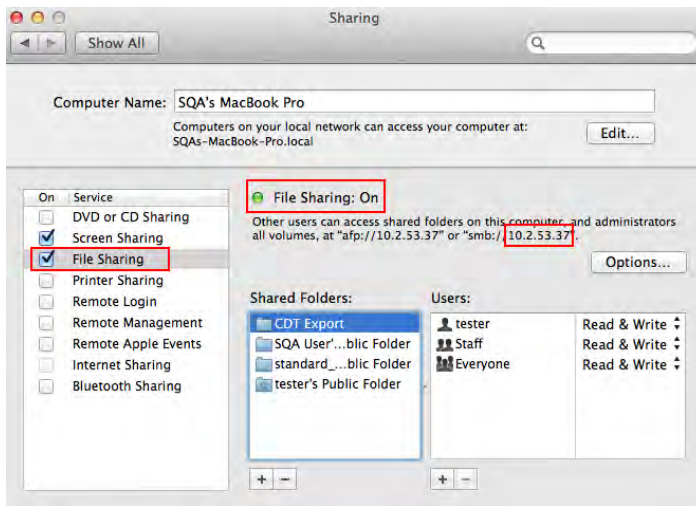 Sharing
Show All
Computer Name: SQA's MacBook Pro
Computers on your local network can access your computer at:
SQAs-MacBook-Pro.local
Edit...
On Service
DVD or CD Sharing
Screen Sharing
File Sharing
Printer Sharing
Remote Login
Remote Management
Remote Apple Events
Internet Sharing
Bluetooth Sharing
File Sharing: On
Other users can access shared folders on this computer, and administrators
all volumes, at "afp://10.2.53.37" or "smb://10.2.53.37".
Options...
Shared Folders:
CDT Export
SQA User'...blic Folder
standard_...blic Folder
tester's Public Folder
Users:
tester Read & Write
Staff Read & Write
Everyone Read & Write
+ −
+ −